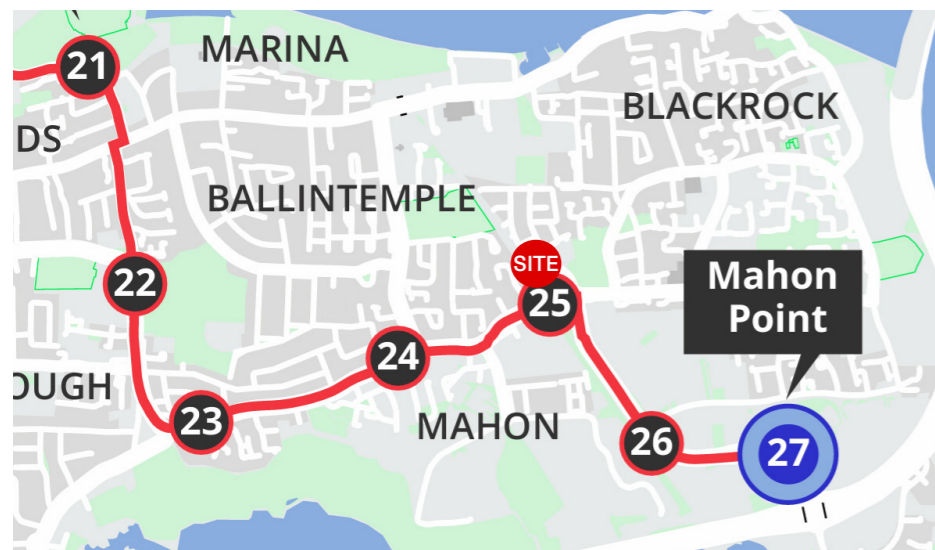 21
MARINA
BLACKROCK
DS
BALLINTEMPLE
SITE
22
25
Mahon
Point
24
OUGH
23
MAHON
26
27